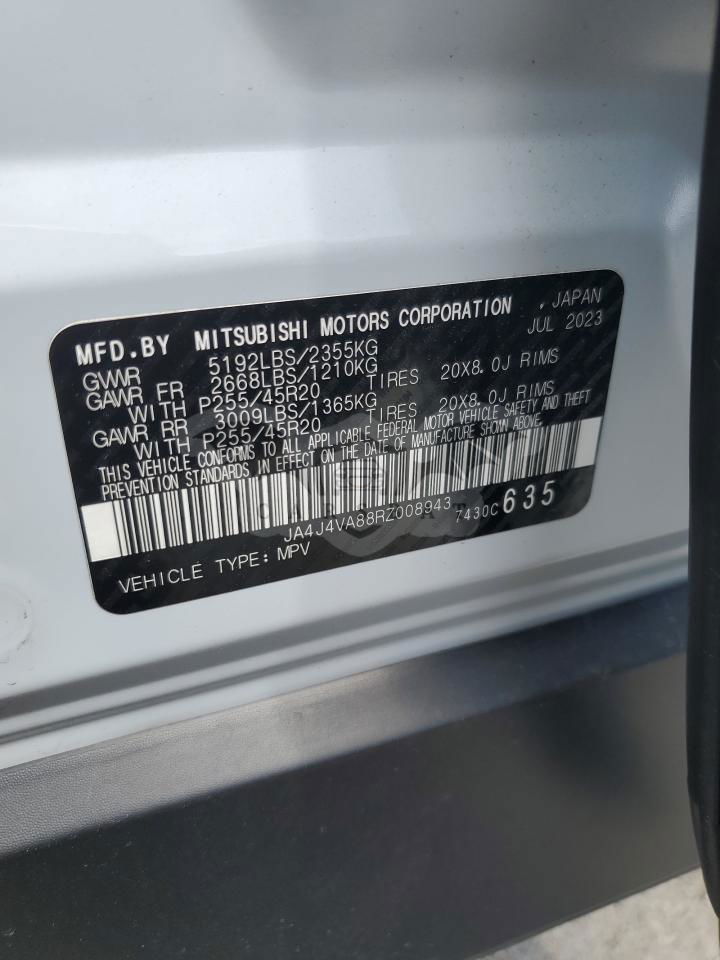 MFD.BY MITSUBISHI MOTORS CORPORATION , JAPAN
GVWR 5192LBS/2355KG JUL 2023
GAWR FR 2668LBS/1210KG
WITH P255/45R20 TIRES 20X8.0J RIMS
GAWR RR 3009LBS/1365KG
WITH P255/45R20 TIRES 20X8.0J RIMS
THIS VEHICLE CONFORMS TO ALL APPLICABLE FEDERAL MOTOR VEHICLE SAFETY AND THEFT
PREVENTION STANDARDS IN EFFECT ON THE DATE OF MANUFACTURE SHOWN ABOVE.
JA4J4VA88RZ008943 7430C 635
VEHICLE TYPE: MPV